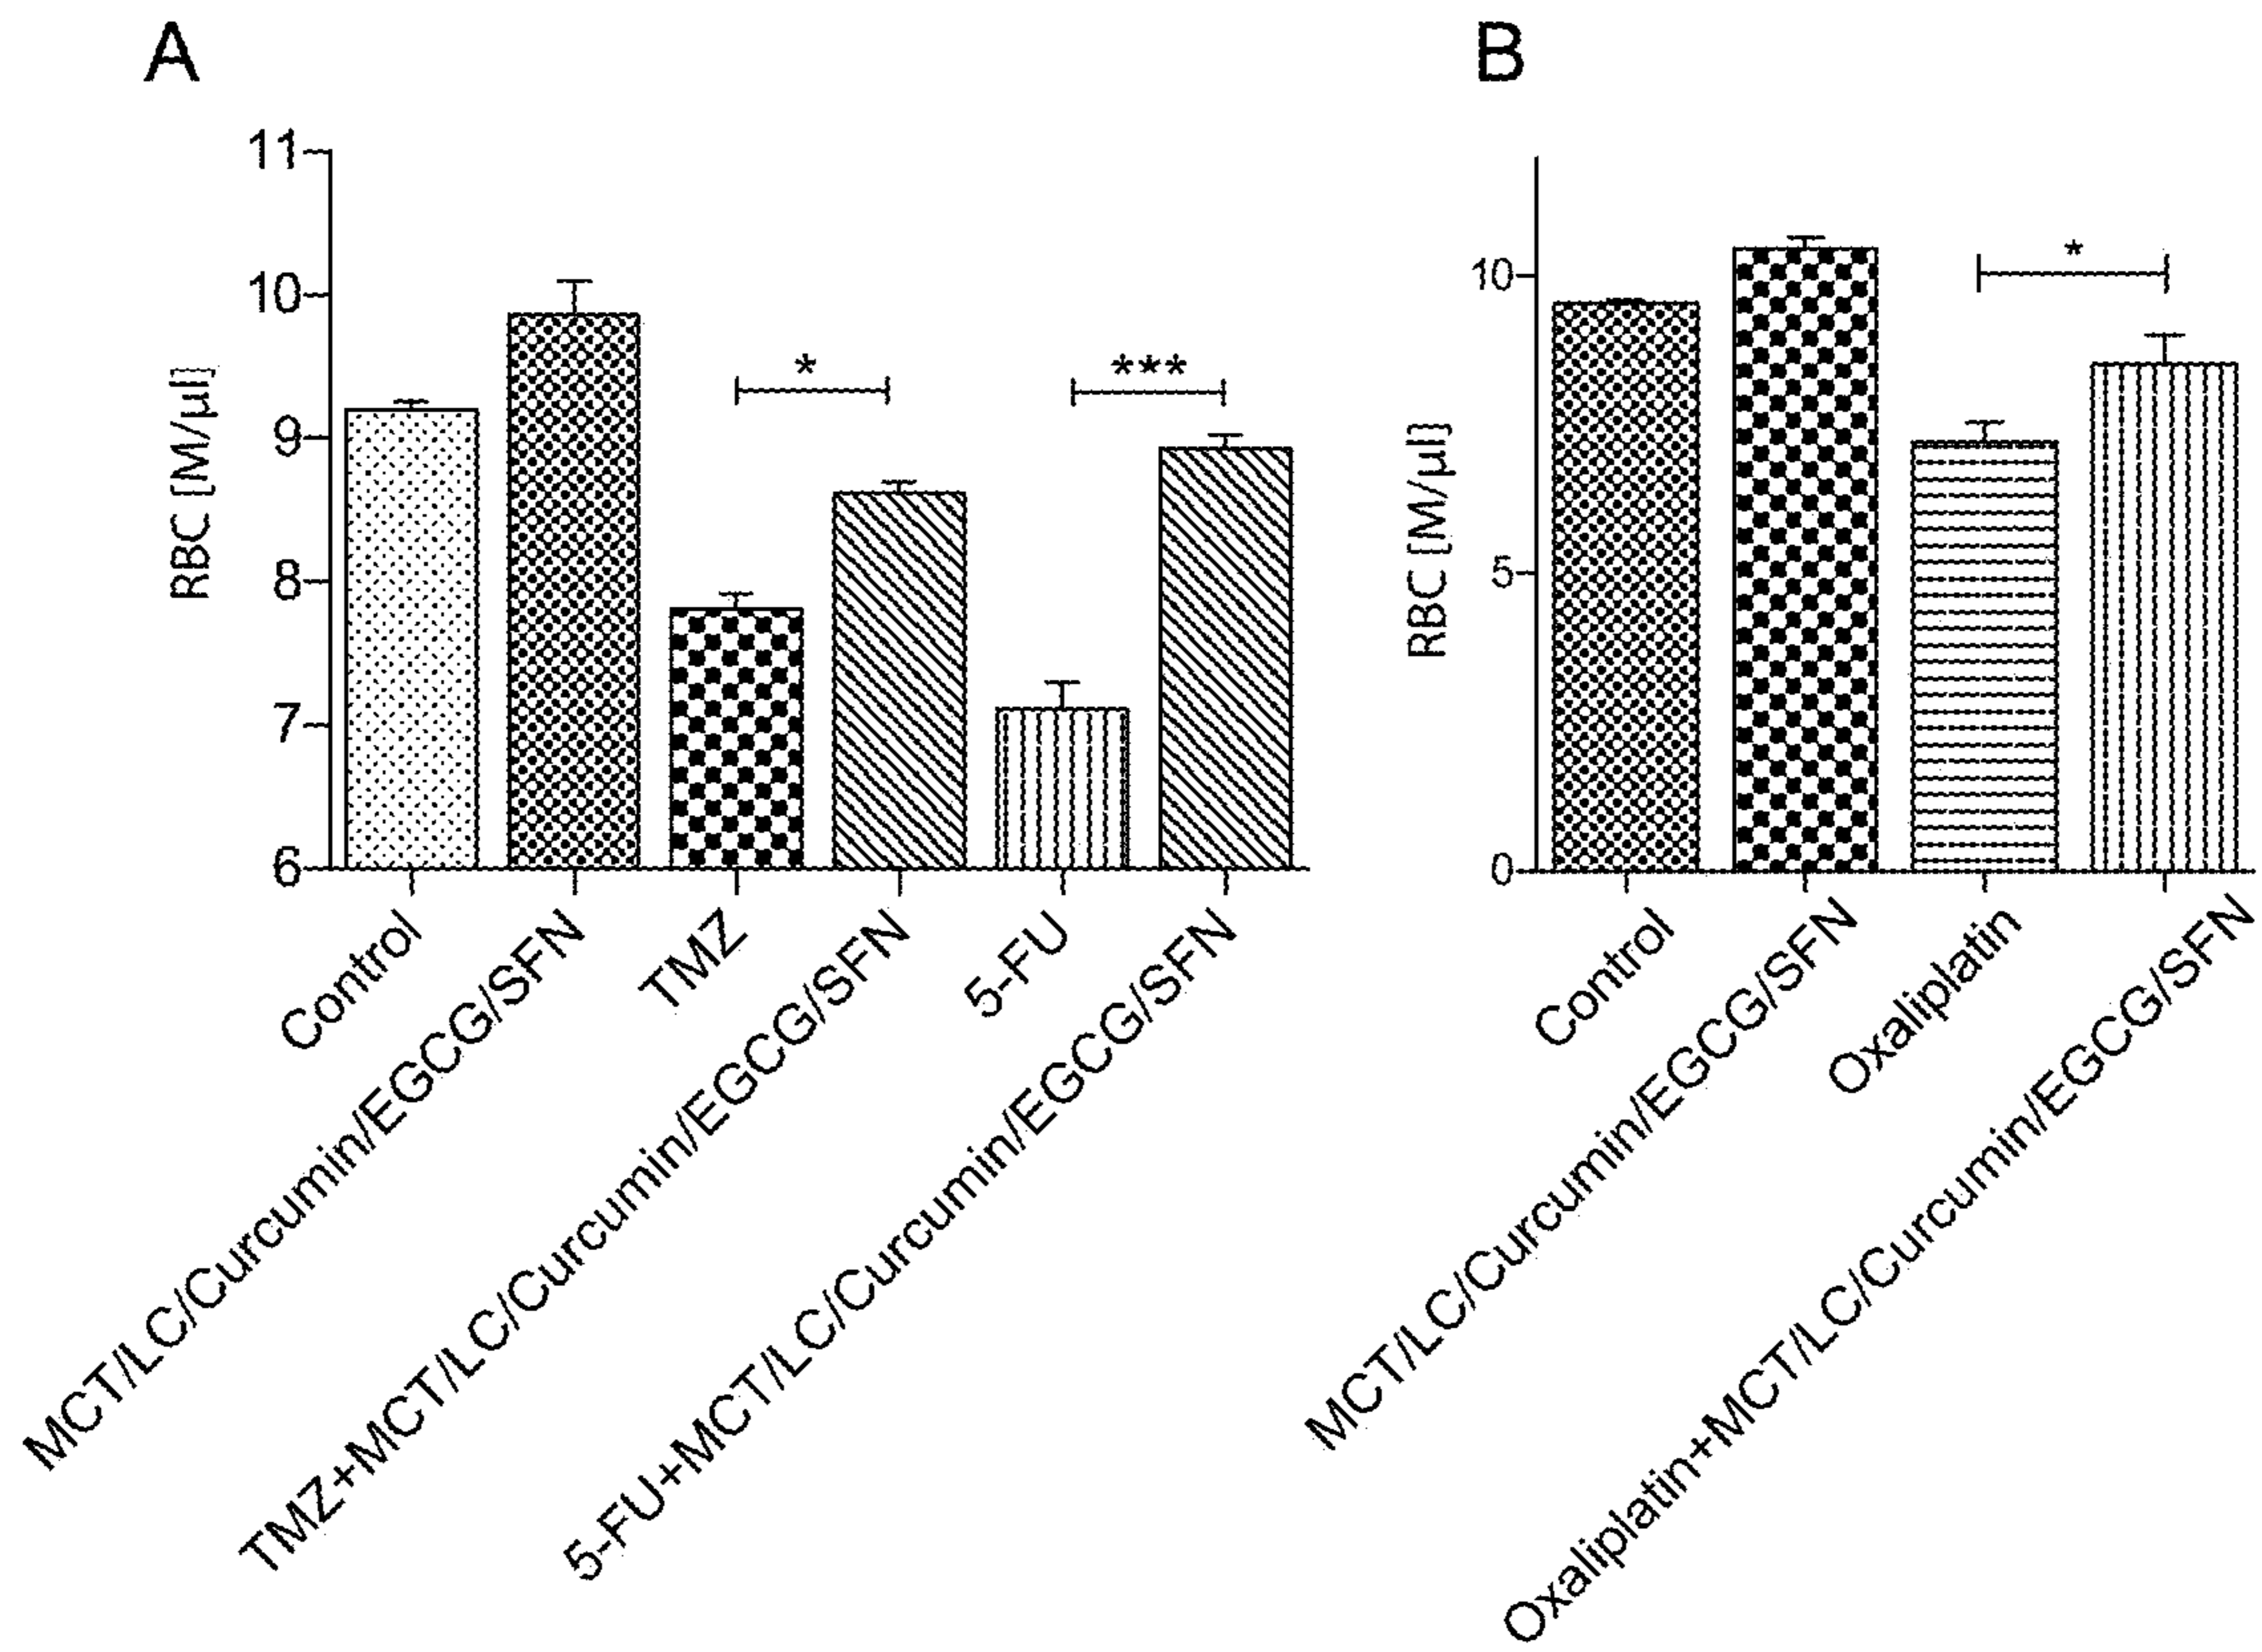 A
11
10
9
8
7
6
RBC [M/µl]
*
***
Control
MCT/LC/Curcumin/EGCG/SFN
TMZ
TMZ+MCT/LC/Curcumin/EGCG/SFN
5-FU
5-FU+MCT/LC/Curcumin/EGCG/SFN
B
10
5
0
RBC [M/µl]
*
Control
MCT/LC/Curcumin/EGCG/SFN
Oxaliplatin
Oxaliplatin+MCT/LC/Curcumin/EGCG/SFN